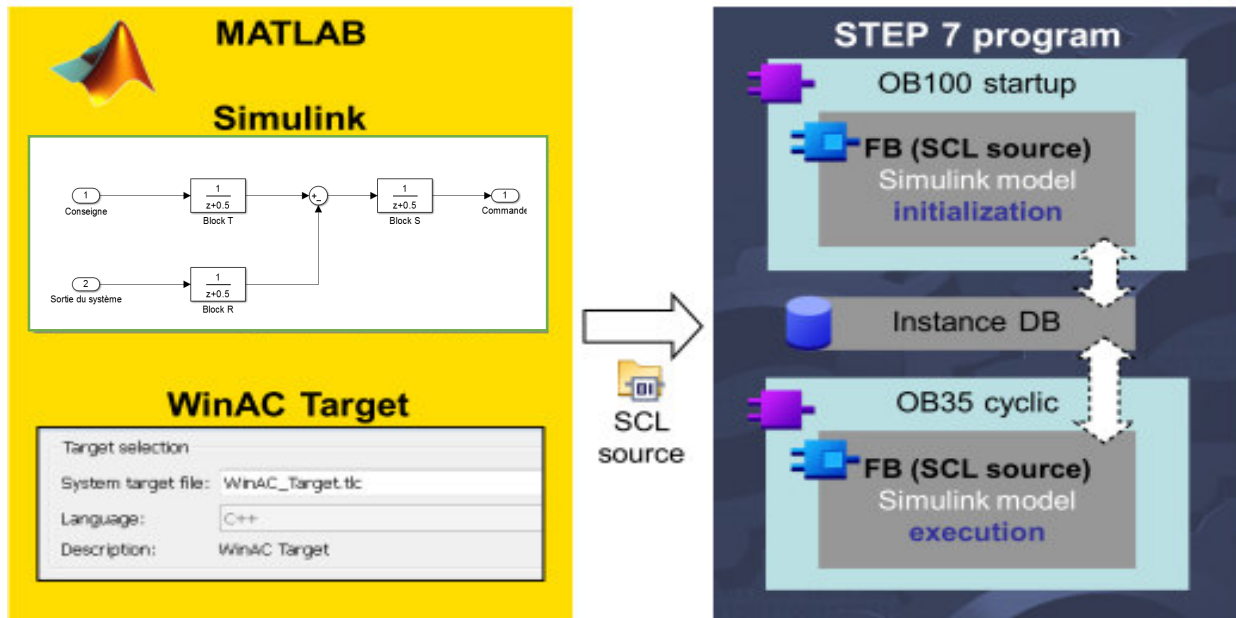 MATLAB
Simulink
1
Consigne
1
z+0.5
Block T
+
_
1
z+0.5
Block S
1
Commande
2
Sortie du système
1
z+0.5
Block R
WinAC Target
Target selection
System target file: WinAC_Target.tlc
Language: C++
Description: WinAC Target
SCL
source
STEP 7 program
OB100 startup
FB (SCL source)
Simulink model
initialization
Instance DB
OB35 cyclic
FB (SCL source)
Simulink model
execution